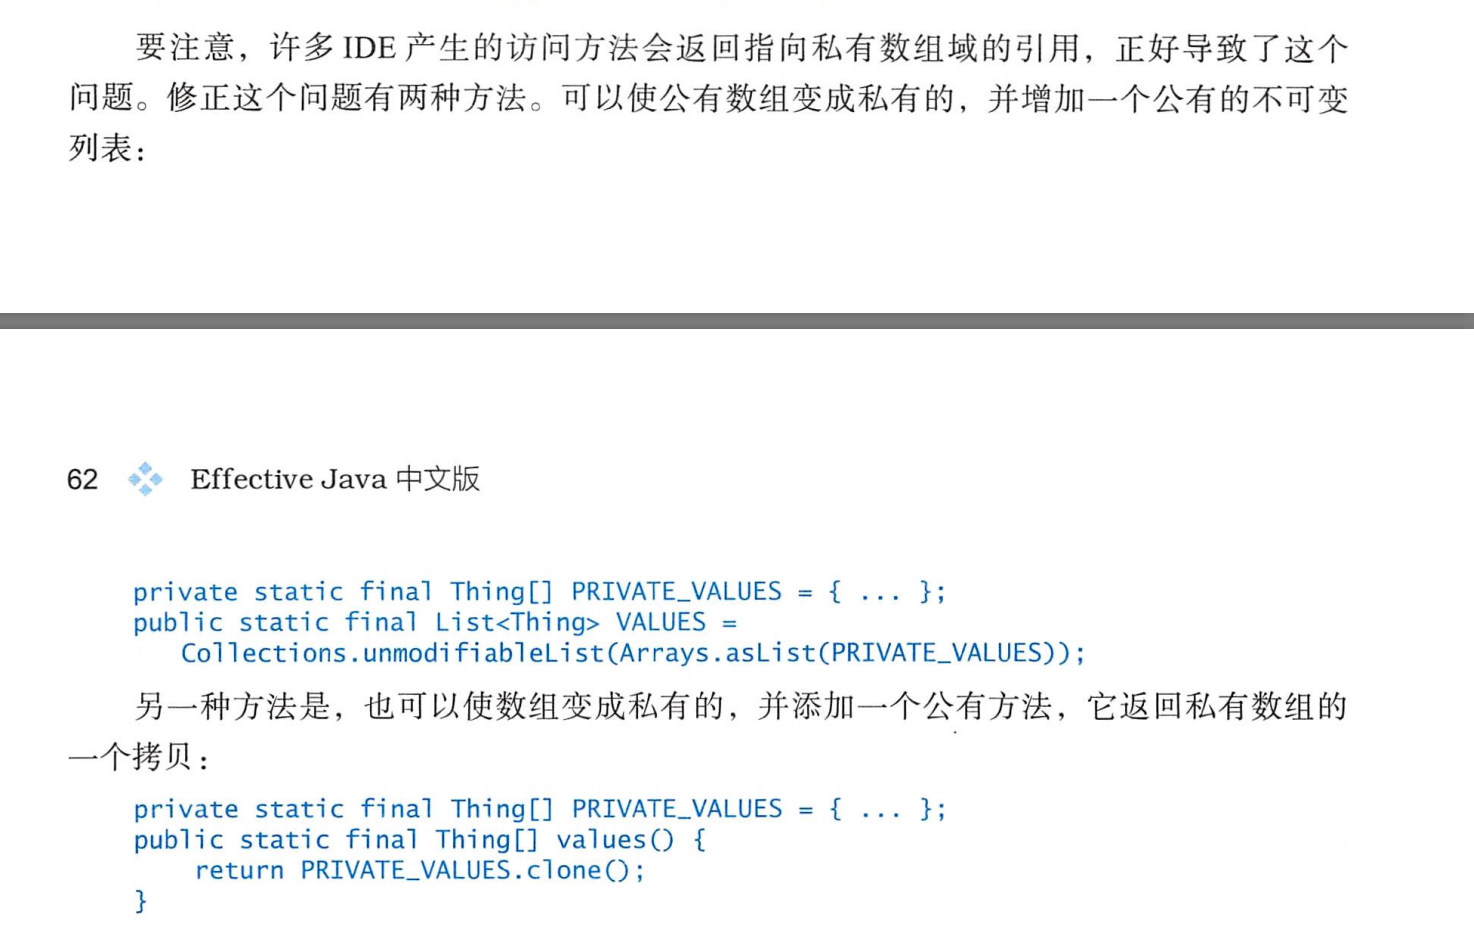 要注意，许多 IDE 产生的访问方法会返回指向私有数组域的引用，正好导致了这个
问题。修正这个问题有两种方法。可以使公有数组变成私有的，并增加一个公有的不可变
列表：
62 Effective Java 中文版
private static final Thing[] PRIVATE_VALUES = { ... };
public static final List<Thing> VALUES =
   Collections.unmodifiableList(Arrays.asList(PRIVATE_VALUES));
另一种方法是，也可以使数组变成私有的，并添加一个公有方法，它返回私有数组的
一个拷贝：
private static final Thing[] PRIVATE_VALUES = { ... };
public static final Thing[] values() {
    return PRIVATE_VALUES.clone();
}